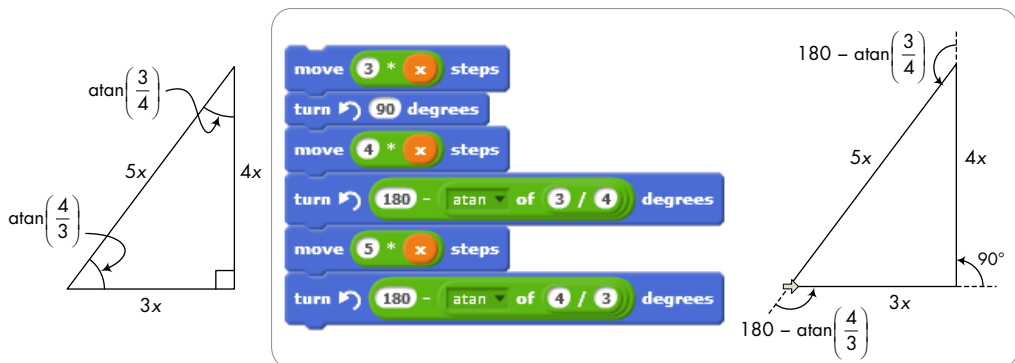 atan(3/4)
5x
4x
atan(4/3)
3x
move 3 * x steps
turn ↺ 90 degrees
move 4 * x steps
turn ↺ 180 - atan of 3 / 4 degrees
move 5 * x steps
turn ↺ 180 - atan of 4 / 3 degrees
180 – atan(3/4)
5x
4x
90°
3x
180 – atan(4/3)